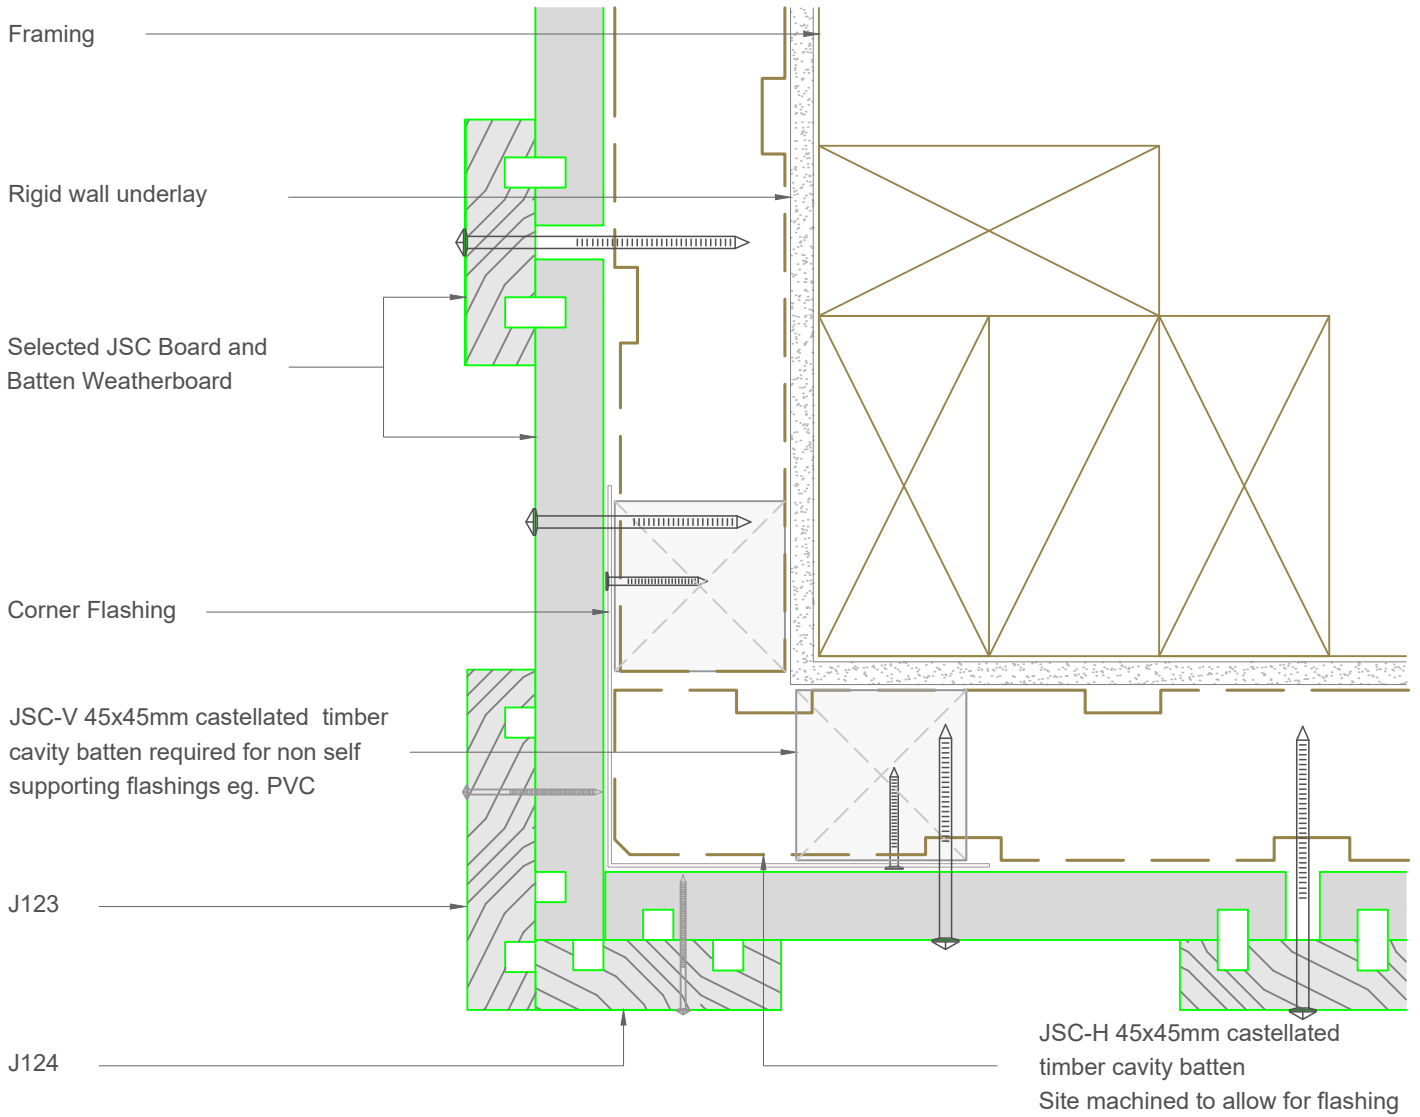 Framing
Rigid wall underlay
Selected JSC Board and
Batten Weatherboard
Corner Flashing
JSC-V 45x45mm castellated timber
cavity batten required for non self
supporting flashings eg. PVC
J123
J124
JSC-H 45x45mm castellated
timber cavity batten
Site machined to allow for flashing